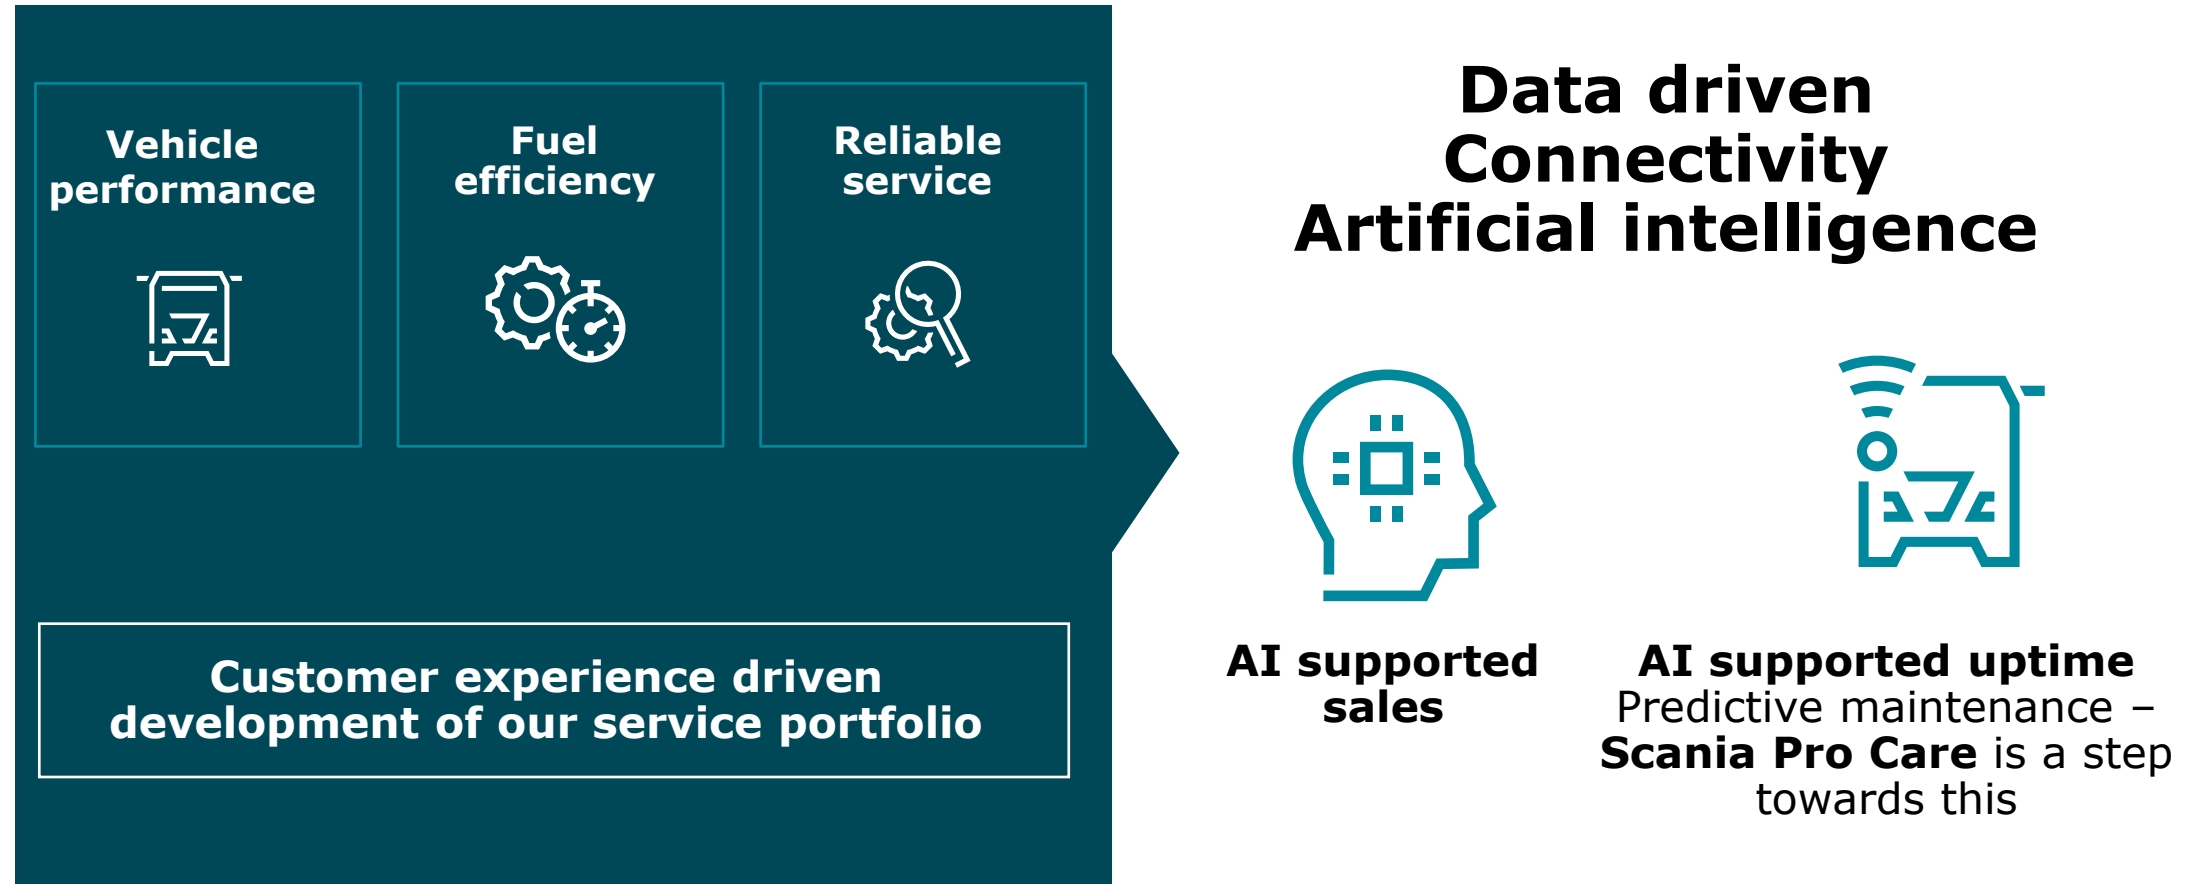 Vehicle
performance
Fuel
efficiency
Reliable
service
Customer experience driven
development of our service portfolio
Data driven
Connectivity
Artificial intelligence
AI supported
sales
AI supported uptime
Predictive maintenance –
Scania Pro Care is a step
towards this